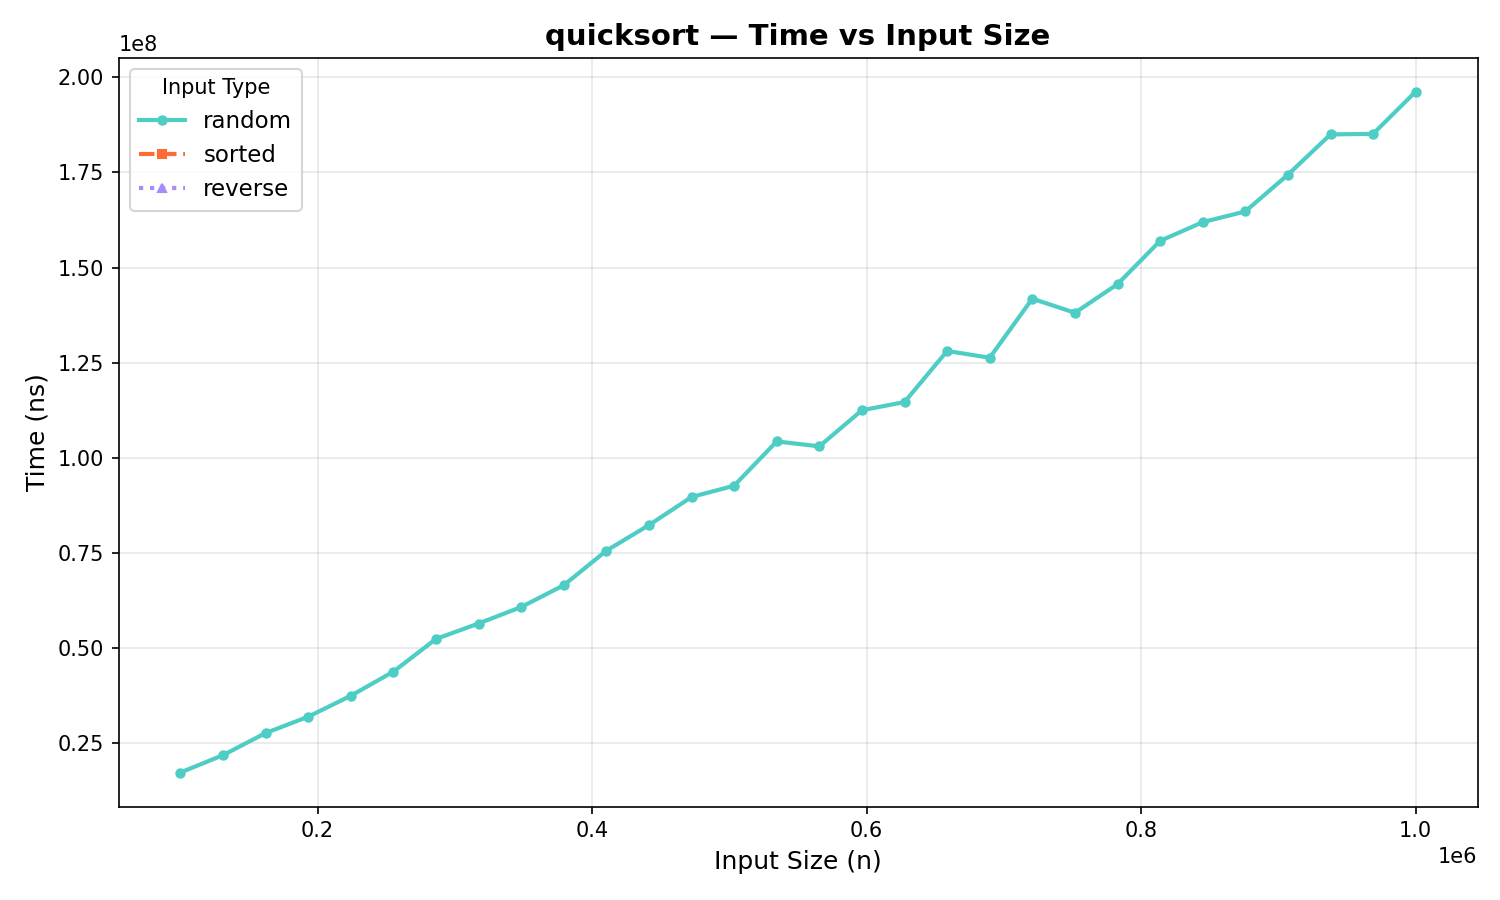 quicksort — Time vs Input Size
1e8
Input Type
random
sorted
reverse
2.00
1.75
1.50
1.25
1.00
0.75
0.50
0.25
Time (ns)
0.2 0.4 0.6 0.8 1.0
1e6
Input Size (n)